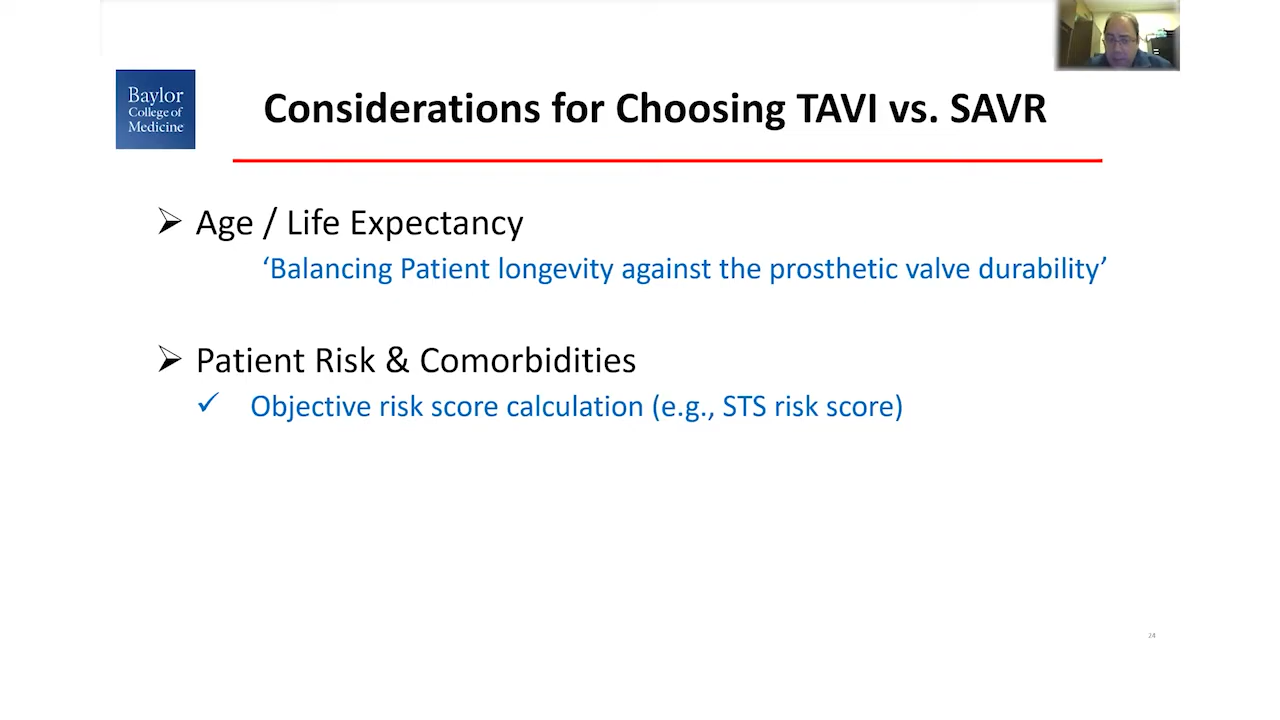 Baylor
College of
Medicine
Considerations for Choosing TAVI vs. SAVR
➢ Age / Life Expectancy
‘Balancing Patient longevity against the prosthetic valve durability’
➢ Patient Risk & Comorbidities
✓ Objective risk score calculation (e.g., STS risk score)
24